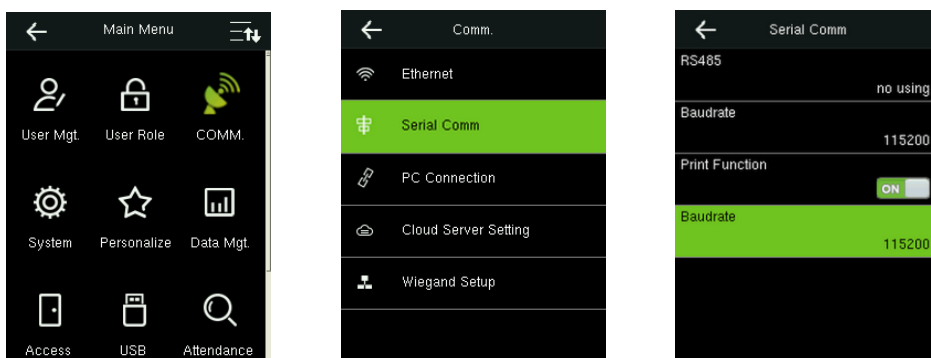 Main Menu
User Mgt. User Role COMM.
System Personalize Data Mgt.
Access USB Attendance
Comm.
Ethernet
Serial Comm
PC Connection
Cloud Server Setting
Wiegand Setup
Serial Comm
RS485
no using
Baudrate
115200
Print Function
ON
Baudrate
115200